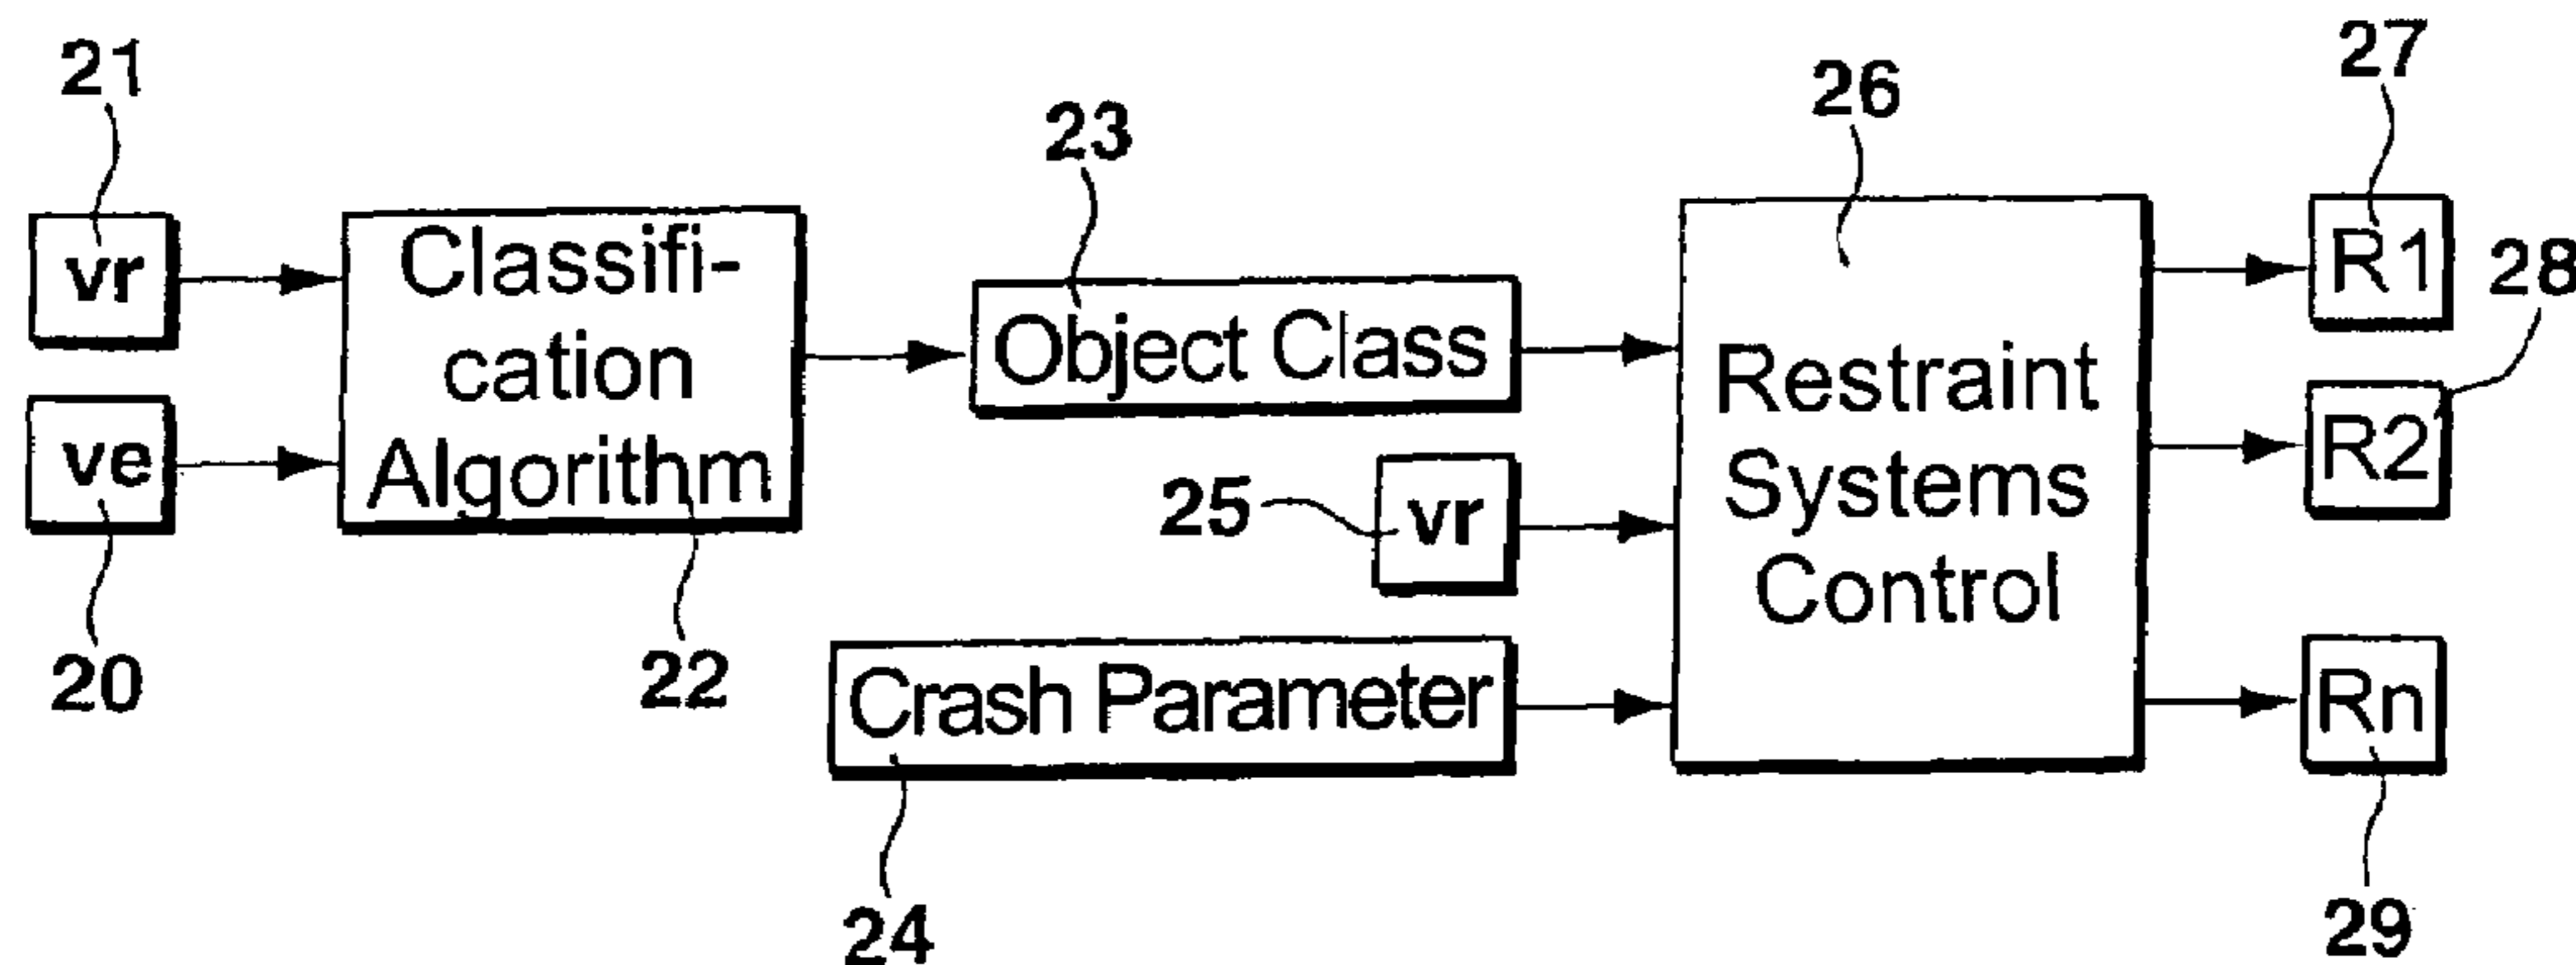 21
vr
ve
20
Classifi-
cation
Algorithm
22
23
Object Class
25
vr
Crash Parameter
24
26
Restraint
Systems
Control
27
R1
28
R2
Rn
29